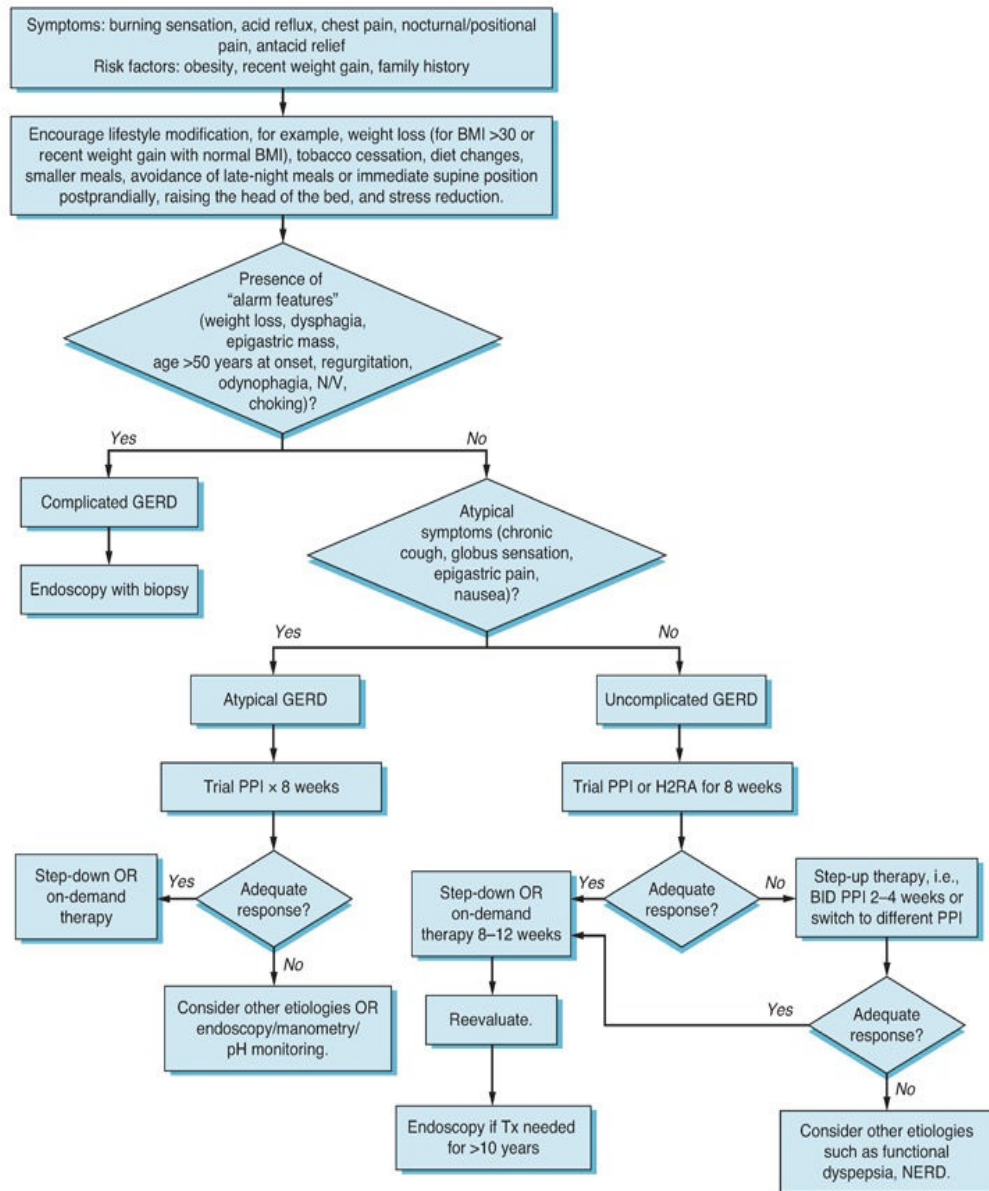 Symptoms: burning sensation, acid reflux, chest pain, nocturnal/positional
pain, antacid relief
Risk factors: obesity, recent weight gain, family history
Encourage lifestyle modification, for example, weight loss (for BMI >30 or
recent weight gain with normal BMI), tobacco cessation, diet changes,
smaller meals, avoidance of late-night meals or immediate supine position
postprandially, raising the head of the bed, and stress reduction.
Presence of
“alarm features”
(weight loss, dysphagia,
epigastric mass,
age >50 years at onset, regurgitation,
odynophagia, N/V,
choking)?
Yes
No
Complicated GERD
Endoscopy with biopsy
Atypical
symptoms (chronic
cough, globus sensation,
epigastric pain,
nausea)?
Yes
No
Atypical GERD
Trial PPI × 8 weeks
Adequate
response?
Yes
Step-down OR
on-demand
therapy
No
Consider other etiologies OR
endoscopy/manometry/
pH monitoring.
Uncomplicated GERD
Trial PPI or H2RA for 8 weeks
Adequate
response?
Yes
Step-down OR
on-demand
therapy 8–12 weeks
Reevaluate.
Endoscopy if Tx needed
for >10 years
No
Step-up therapy, i.e.,
BID PPI 2–4 weeks or
switch to different PPI
Adequate
response?
Yes
No
Consider other etiologies
such as functional
dyspepsia, NERD.